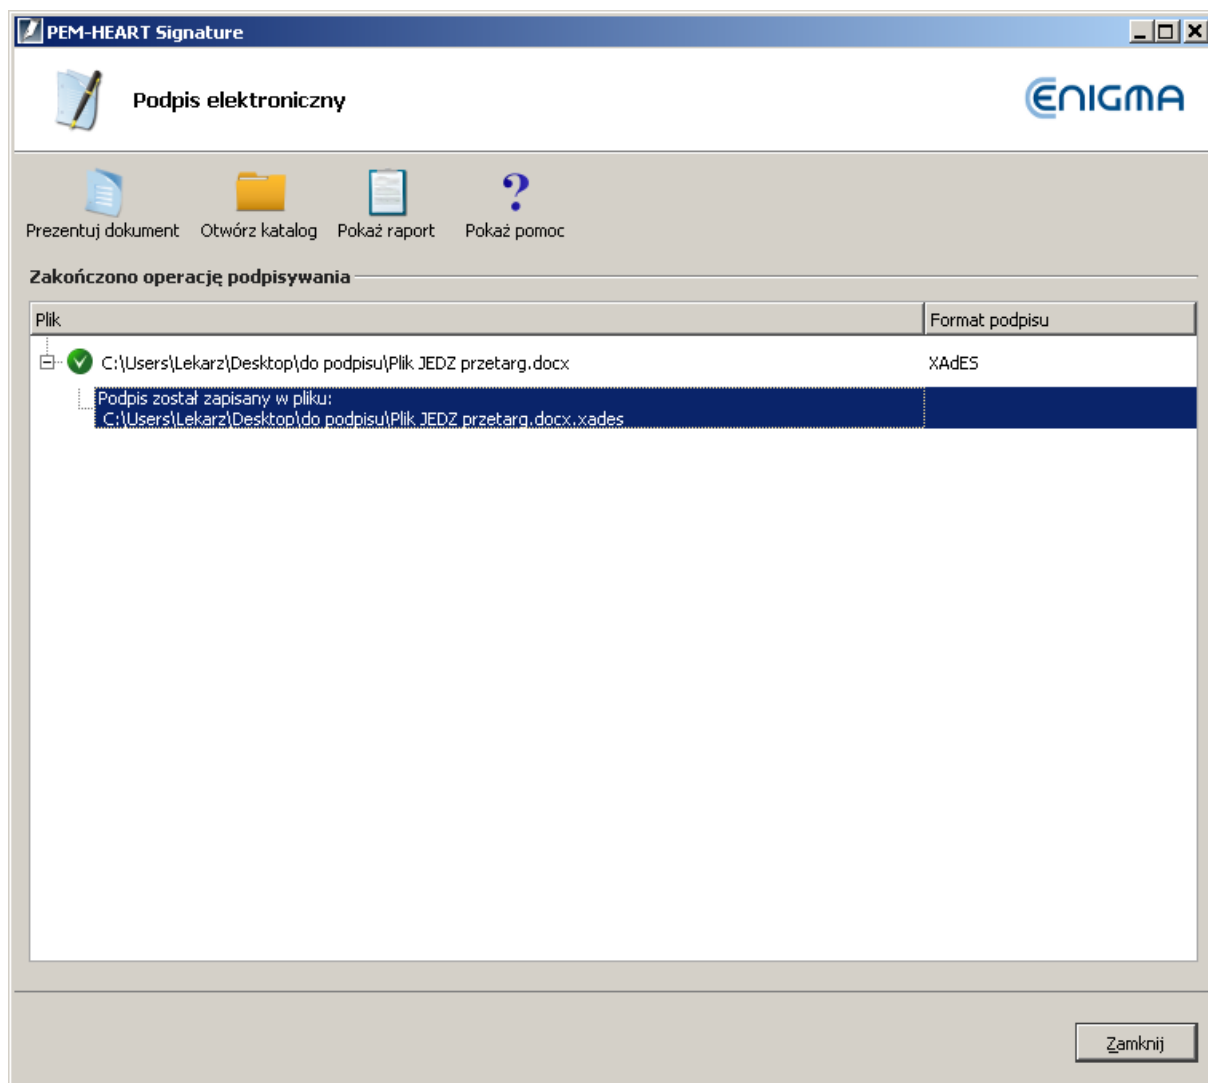 PEM-HEART Signature
Podpis elektroniczny
ENIGMA
Prezentuj dokument Otwórz katalog Pokaż raport Pokaż pomoc
Zakończono operację podpisywania
Plik Format podpisu
C:\Users\Lekarz\Desktop\do podpisu\Plik JEDZ przetarg.docx XAdES
Podpis został zapisany w pliku:
C:\Users\Lekarz\Desktop\do podpisu\Plik JEDZ przetarg.docx.xades
Zamknij